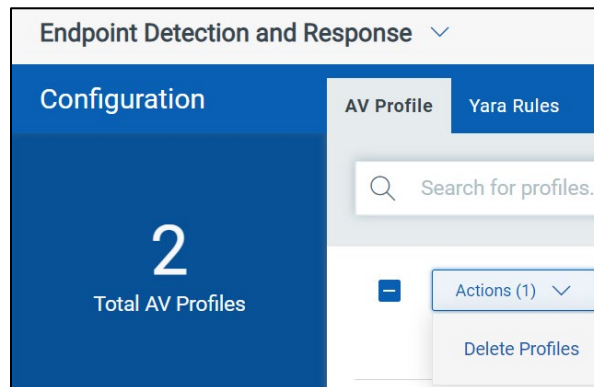 Endpoint Detection and Response
Configuration
AV Profile
Yara Rules
Search for profiles.
2
Total AV Profiles
Actions (1)
Delete Profiles